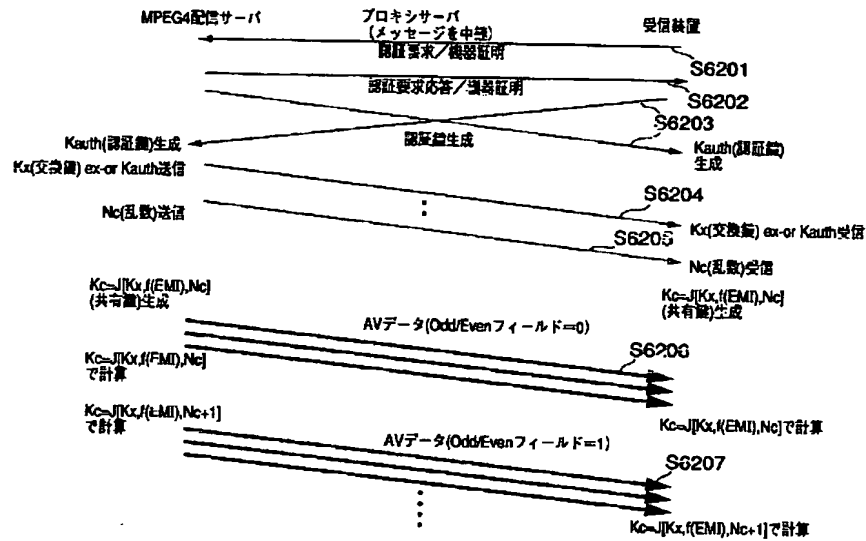 MPEG4配信サーバ
プロキシサーバ
(メッセージを中継)
受信装置
認証要求／機器証明
S6201
認証要求応答／機器証明
S6202
S6203
認証鍵生成
Kauth(認証鍵)生成
Kauth(認証鍵)
生成
Kx(交換鍵) ex-or Kauth送信
S6204
Kx(交換鍵) ex-or Kauth受信
Nc(乱数)送信
S6205
Nc(乱数)受信
Kc=J[Kx,f(EMI),Nc]
(共有鍵)生成
Kc=J[Kx,f(EMI),Nc]
(共有鍵)生成
AVデータ(Odd/Evenフィールド=0)
S6206
Kc=J[Kx,f(EMI),Nc]
で計算
Kc=J[Kx,f(EMI),Nc]で計算
Kc=J[Kx,f(EMI),Nc+1]
で計算
AVデータ(Odd/Evenフィールド=1)
S6207
Kc=J[Kx,f(EMI),Nc+1]で計算